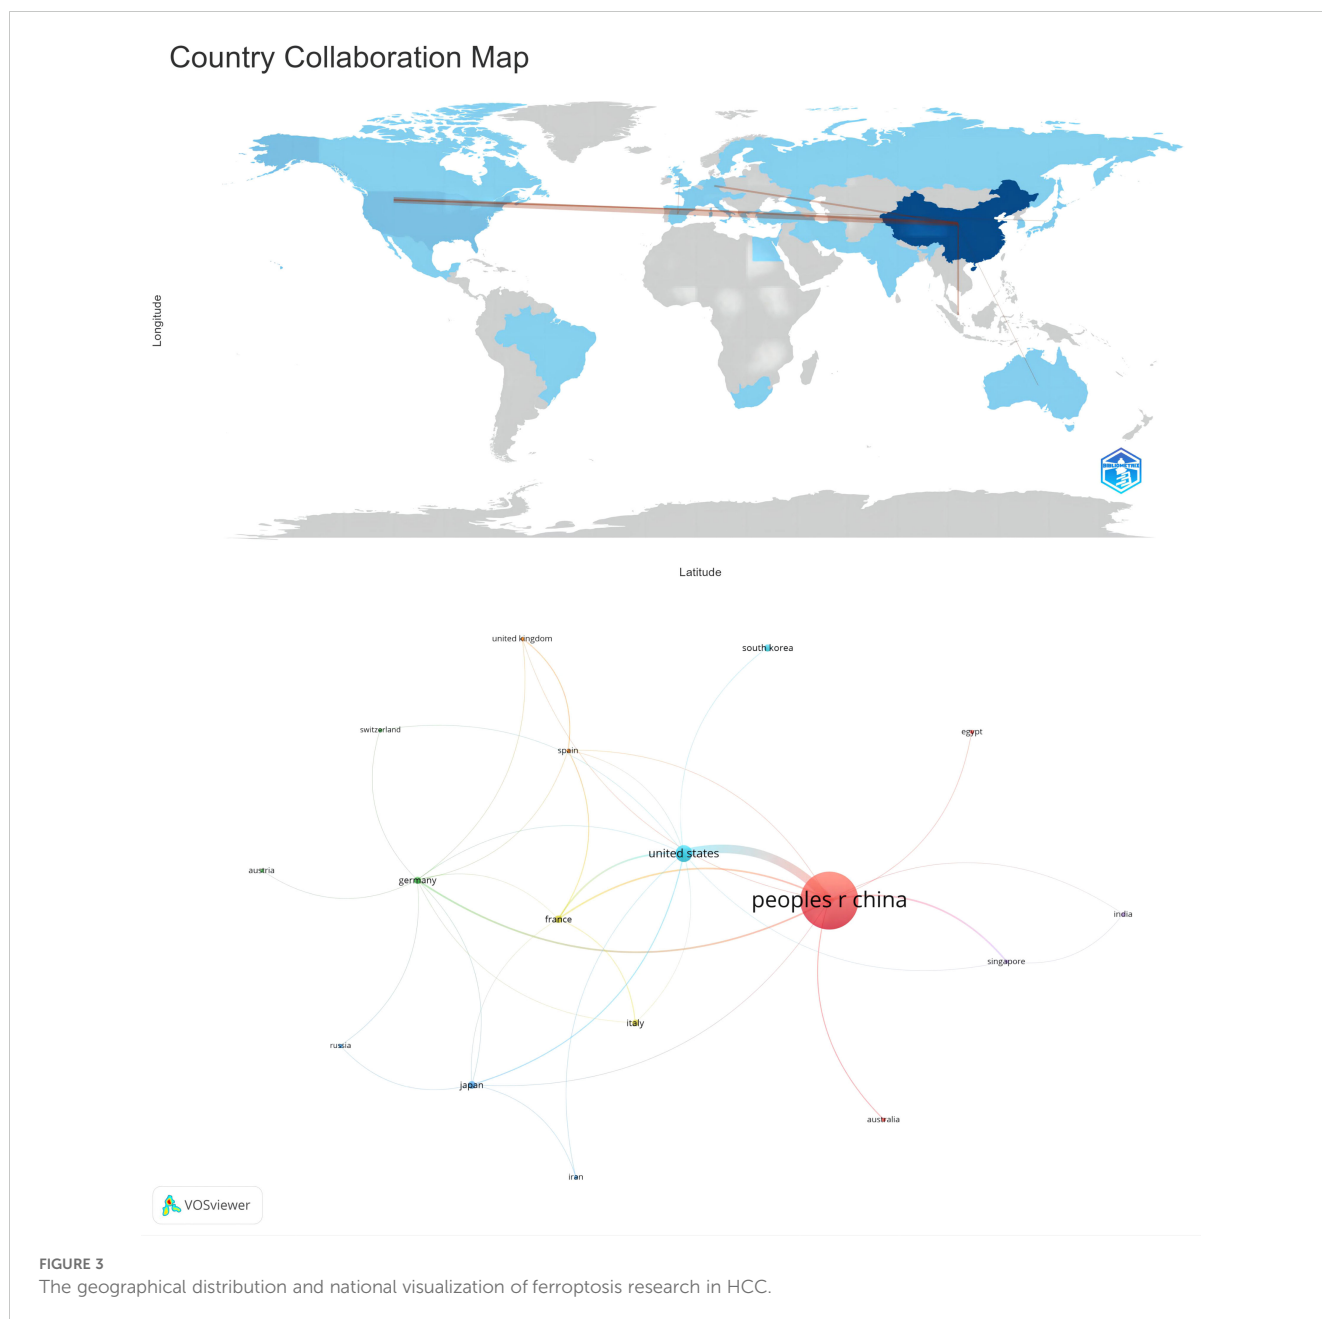 Country Collaboration Map
Longitude
BIBLIOMETRIX
Latitude
united kingdom
south korea
switzerland
egypt
spain
united states
austria
germany
peoples r china
france
india
singapore
italy
russia
japan
australia
iran
VOSviewer
FIGURE 3
The geographical distribution and national visualization of ferroptosis research in HCC.